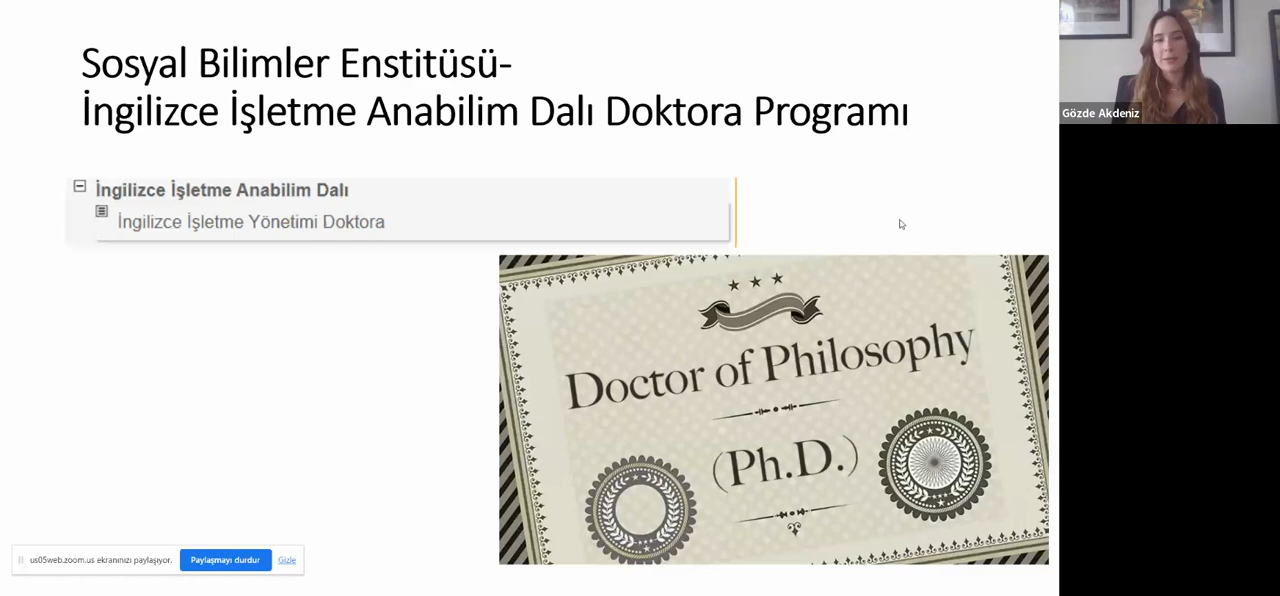 Sosyal Bilimler Enstitüsü-
İngilizce İşletme Anabilim Dalı Doktora Programı
İngilizce İşletme Anabilim Dalı
İngilizce İşletme Yönetimi Doktora
Doctor of Philosophy
(Ph.D.)
us05web.zoom.us ekranınızı paylaşıyor.
Paylaşmayı durdur
Gizle
Gözde Akdeniz